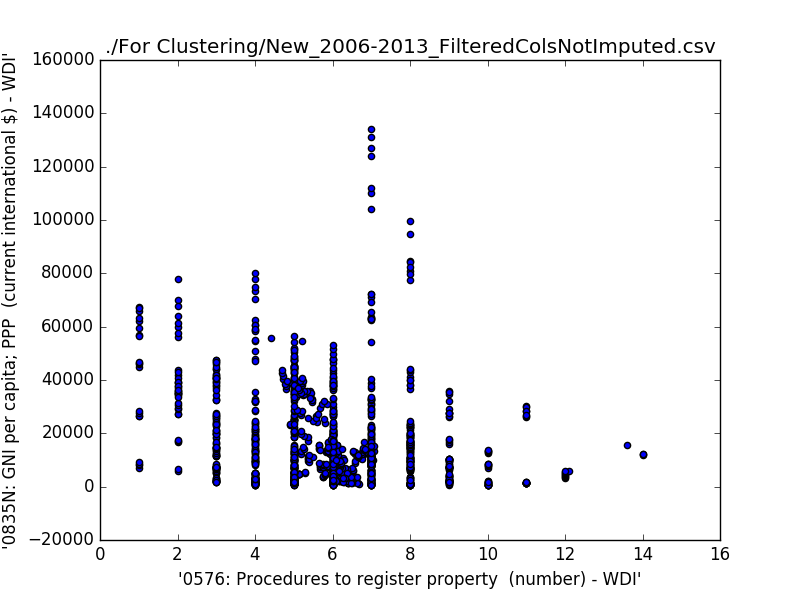 ./For Clustering/New_2006-2013_FilteredColsNotImputed.csv
'0835N: GNI per capita; PPP  (current international $) - WDI'
160000
140000
120000
100000
80000
60000
40000
20000
0
−20000
0 2 4 6 8 10 12 14 16
'0576: Procedures to register property  (number) - WDI'